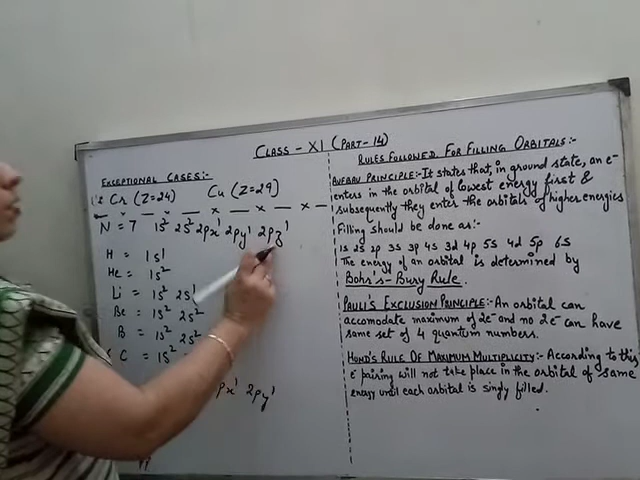 CLASS - XI (PART-14)
EXCEPTIONAL CASES:-
Cr (Z=24) Cu (Z=29)
N = 7 1s² 2s² 2px¹ 2py¹ 2pz¹
H = 1s¹
He = 1s²
Li = 1s² 2s¹
Be = 1s² 2s²
B = 1s² 2s²
C = 1s²
px¹ 2py¹
RULES FOLLOWED FOR FILLING ORBITALS:-
AUFBAU PRINCIPLE:- It states that, in ground state, an e⁻
enters in the orbital of lowest energy first &
subsequently they enter the orbitals of higher energies
Filling should be done as:
1s 2s 2p 3s 3p 4s 3d 4p 5s 4d 5p 6s
The energy of an orbital is determined by
Bohr's-Bury Rule.
PAULI'S EXCLUSION PRINCIPLE:- An orbital can
accomodate maximum of 2e⁻ and no 2e⁻ can have
same set of 4 quantum numbers.
HUND'S RULE OF MAXIMUM MULTIPLICITY:- According to this
e⁻ pairing will not take place in the orbital of same
energy until each orbital is singly filled.